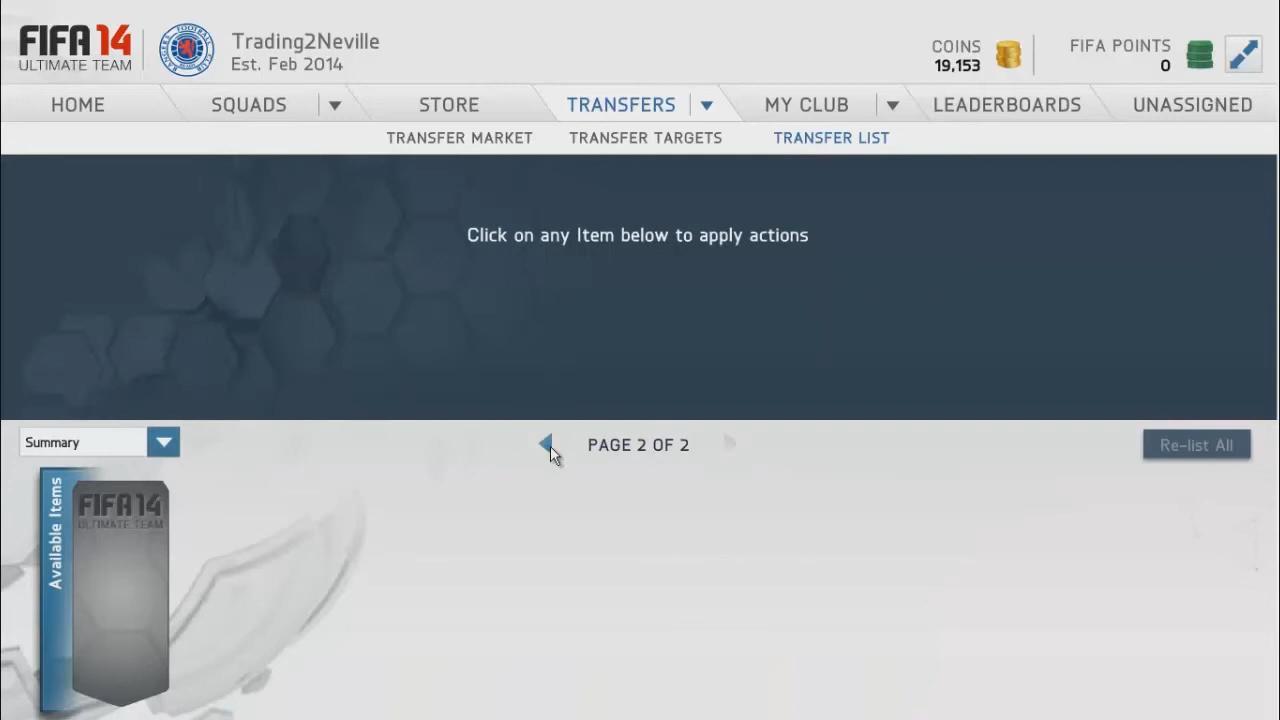 FIFA 14
ULTIMATE TEAM
Trading2Neville
Est. Feb 2014
COINS
19,153
FIFA POINTS
0
HOME
SQUADS
STORE
TRANSFERS
MY CLUB
LEADERBOARDS
UNASSIGNED
TRANSFER MARKET
TRANSFER TARGETS
TRANSFER LIST
Click on any Item below to apply actions
Summary
PAGE 2 OF 2
Re-list All
Available Items
FIFA 14
ULTIMATE TEAM